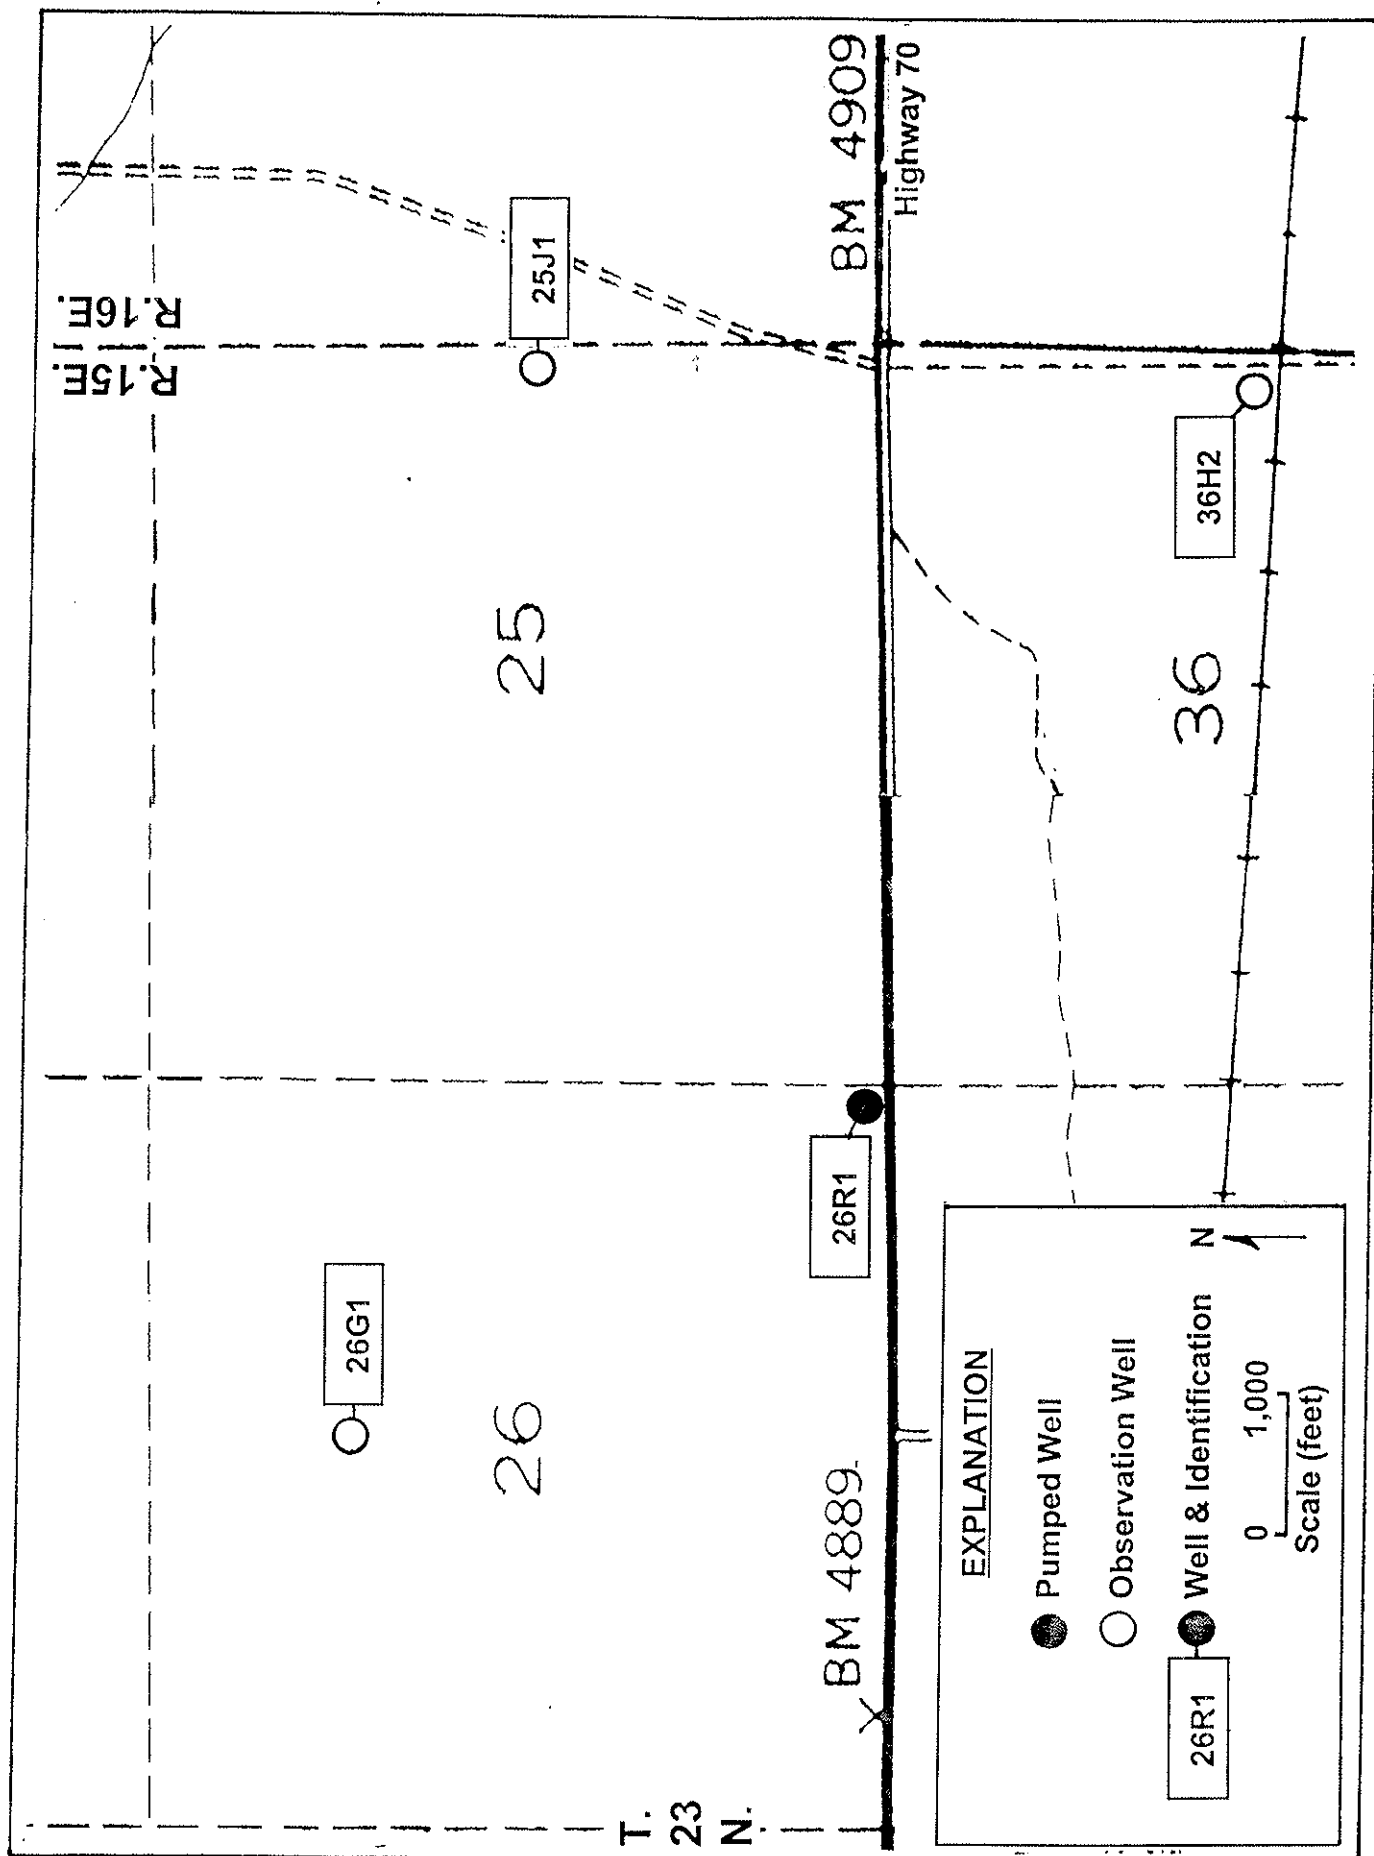 R.15E.
R.16E.
26G1
25J1
26
25
T.
23
N.
BM 4889
26R1
BM 4909
Highway 70
36H2
36
EXPLANATION
Pumped Well
Observation Well
26R1
Well & Identification
N
0 1,000
Scale (feet)